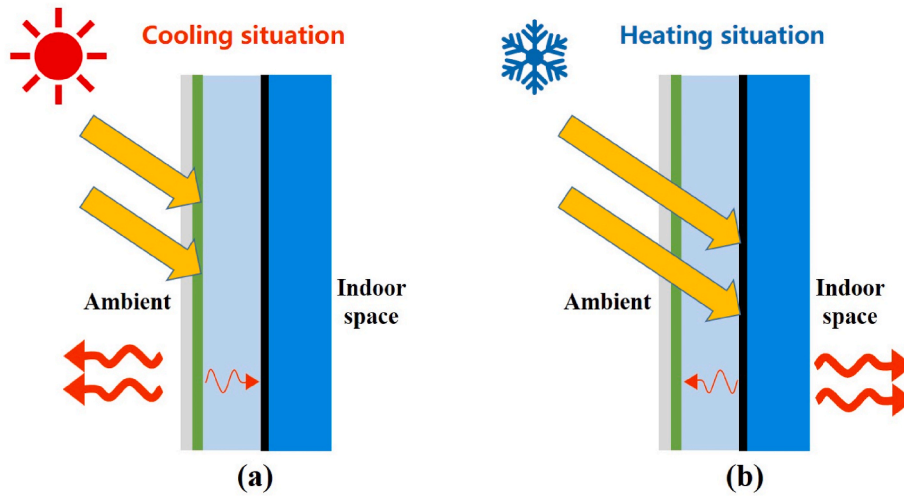 Cooling situation
Heating situation
Ambient
Indoor
space
Ambient
Indoor
space
(a)
(b)